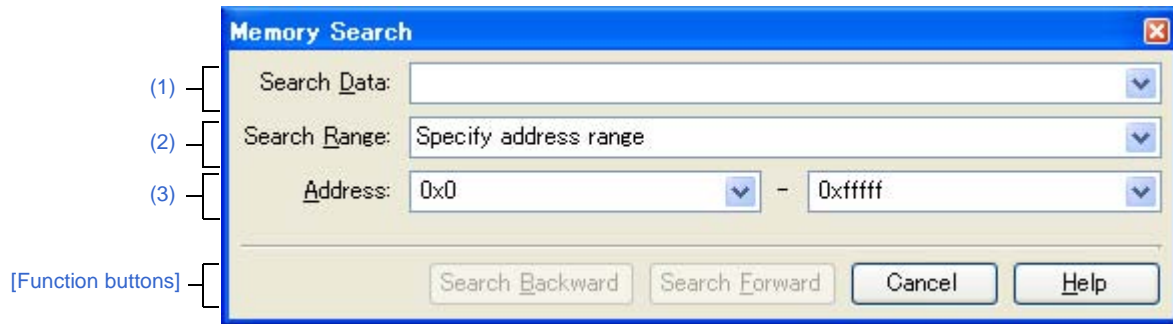 Memory Search
(1) Search Data:
(2) Search Range: Specify address range
(3) Address: 0x0 - 0xfffff
[Function buttons] Search Backward Search Forward Cancel Help